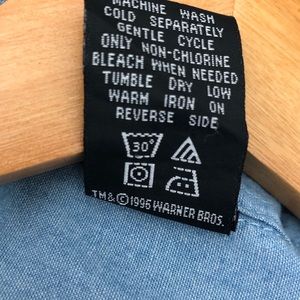 MACHINE WASH
COLD SEPARATELY
GENTLE CYCLE
ONLY NON-CHLORINE
BLEACH WHEN NEEDED
TUMBLE DRY LOW
WARM IRON ON
REVERSE SIDE
30°
TM&©1996 WARNER BROS.